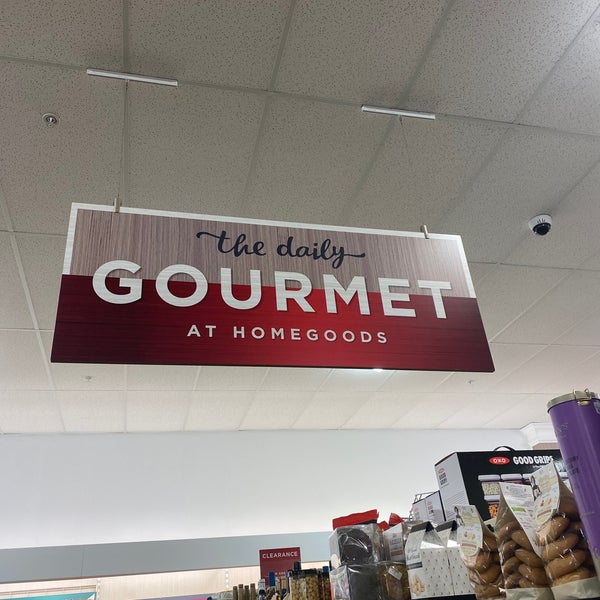 the daily
GOURMET
AT HOMEGOODS
OXO GOOD GRIPS
CLEARANCE